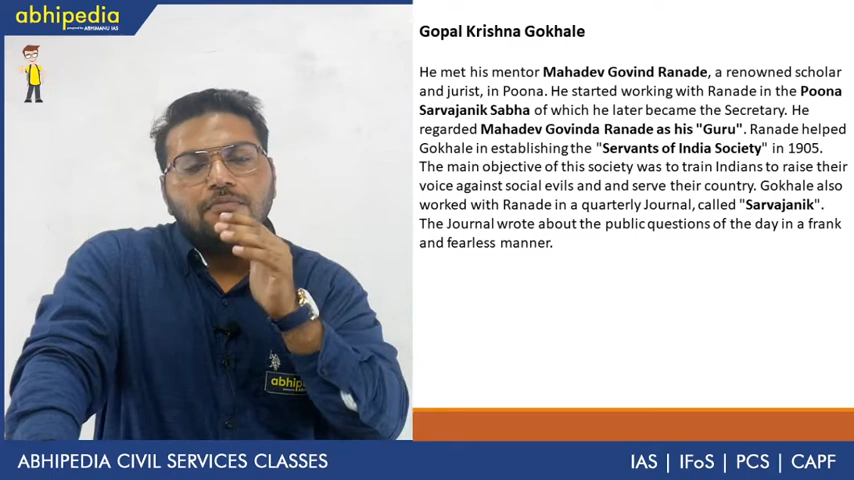 abhipedia
powered by ABHIMANU IAS
Gopal Krishna Gokhale
He met his mentor Mahadev Govind Ranade, a renowned scholar
and jurist, in Poona. He started working with Ranade in the Poona
Sarvajanik Sabha of which he later became the Secretary. He
regarded Mahadev Govinda Ranade as his "Guru". Ranade helped
Gokhale in establishing the "Servants of India Society" in 1905.
The main objective of this society was to train Indians to raise their
voice against social evils and and serve their country. Gokhale also
worked with Ranade in a quarterly Journal, called "Sarvajanik".
The Journal wrote about the public questions of the day in a frank
and fearless manner.
abhip
ABHIPEDIA CIVIL SERVICES CLASSES
IAS | IFoS | PCS | CAPF